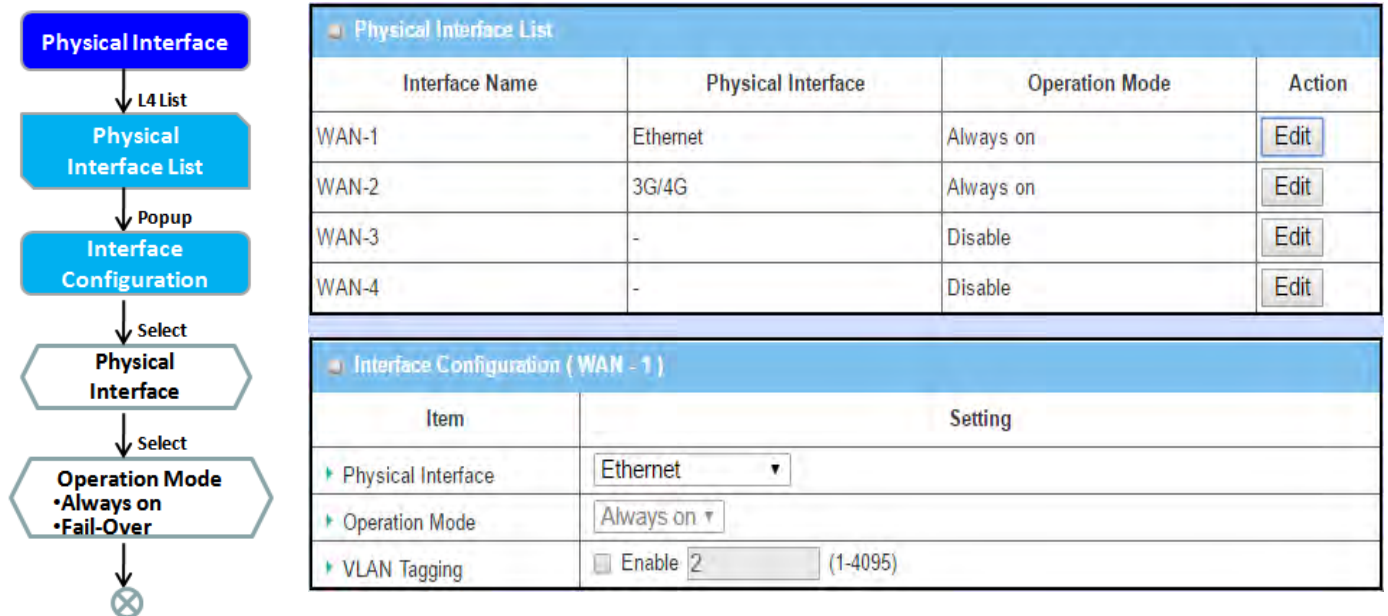 Physical Interface
L4 List
Physical
Interface List
Popup
Interface
Configuration
Select
Physical
Interface
Select
Operation Mode
•Always on
•Fail-Over
Physical Interface List
Interface Name Physical Interface Operation Mode Action
WAN-1 Ethernet Always on Edit
WAN-2 3G/4G Always on Edit
WAN-3 - Disable Edit
WAN-4 - Disable Edit
Interface Configuration ( WAN - 1 )
Item Setting
Physical Interface Ethernet
Operation Mode Always on
VLAN Tagging Enable 2 (1-4095)